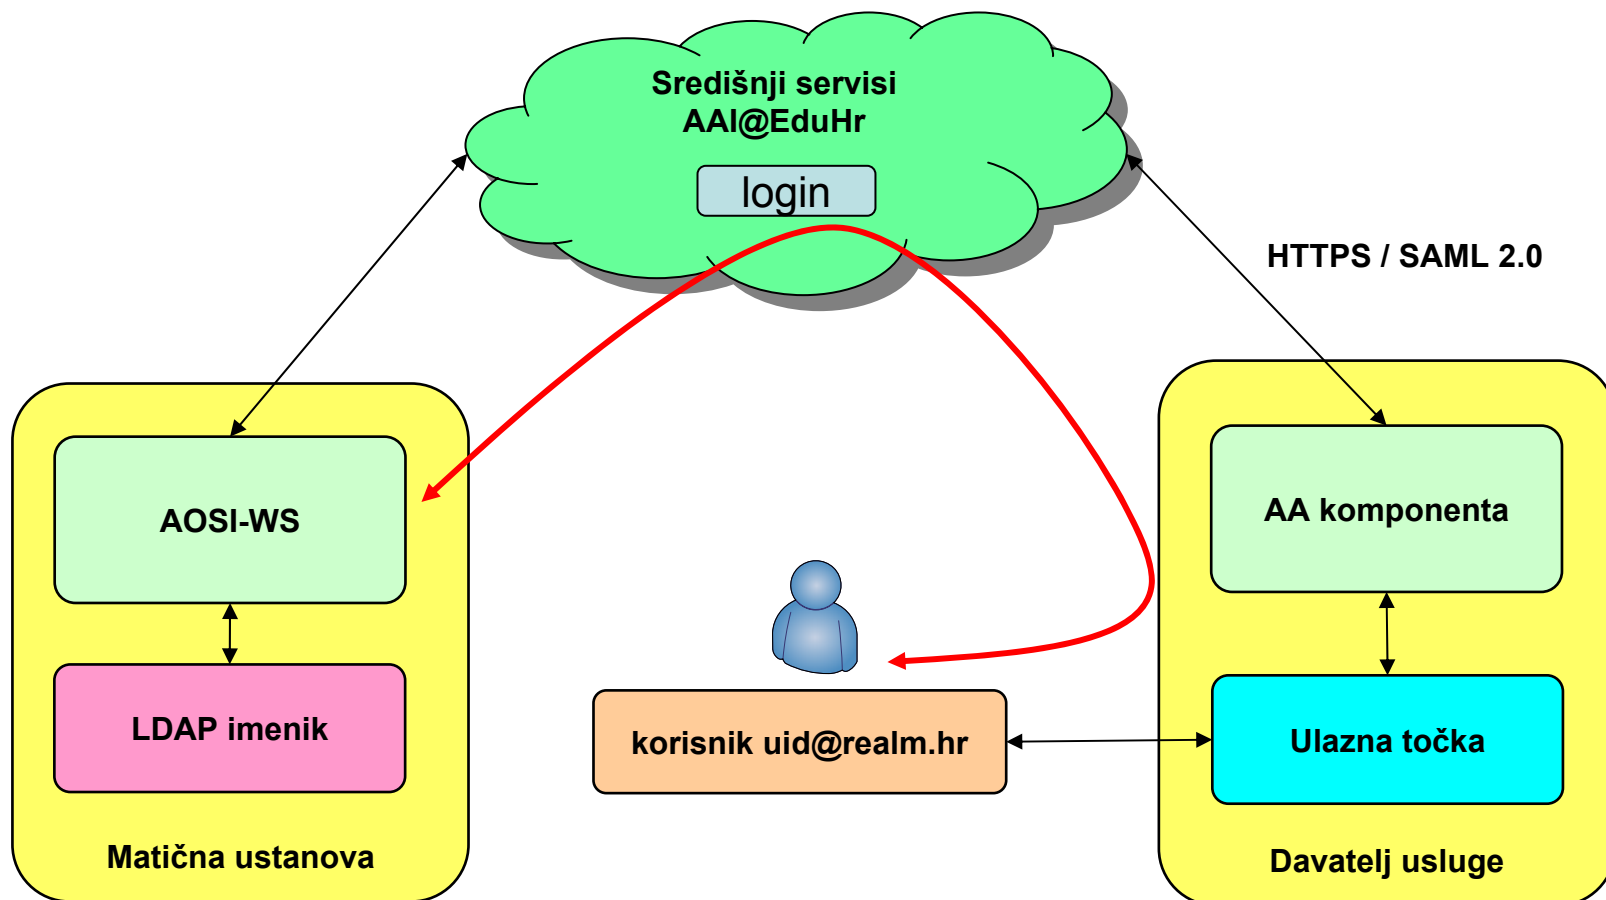 Središnji servisi
AAI@EduHr
login
HTTPS / SAML 2.0
AOSI-WS
LDAP imenik
Matična ustanova
korisnik uid@realm.hr
AA komponenta
Ulazna točka
Davatelj usluge